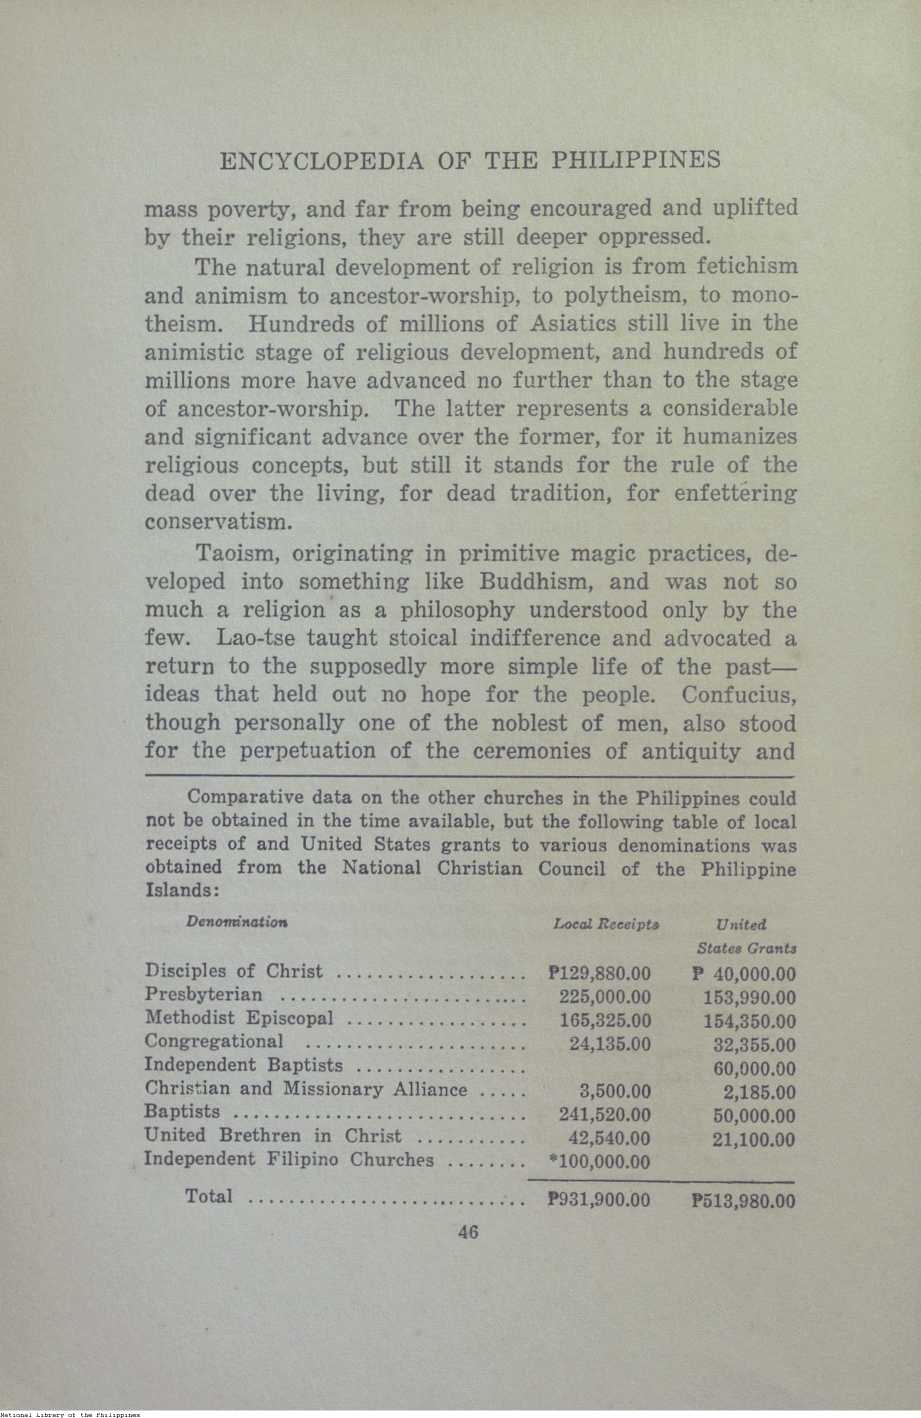 ENCYCLOPEDIA OF THE PHILIPPINES
mass poverty, and far from being encouraged and uplifted
by their religions, they are still deeper oppressed.
The natural development of religion is from fetichism
and animism to ancestor-worship, to polytheism, to mono-
theism. Hundreds of millions of Asiatics still live in the
animistic stage of religious development, and hundreds of
millions more have advanced no further than to the stage
of ancestor-worship. The latter represents a considerable
and significant advance over the former, for it humanizes
religious concepts, but still it stands for the rule of the
dead over the living, for dead tradition, for enfettering
conservatism.
Taoism, originating in primitive magic practices, de-
veloped into something like Buddhism, and was not so
much a religion as a philosophy understood only by the
few. Lao-tse taught stoical indifference and advocated a
return to the supposedly more simple life of the past—
ideas that held out no hope for the people. Confucius,
though personally one of the noblest of men, also stood
for the perpetuation of the ceremonies of antiquity and
Comparative data on the other churches in the Philippines could
not be obtained in the time available, but the following table of local
receipts of and United States grants to various denominations was
obtained from the National Christian Council of the Philippine
Islands:
Denomination Local Receipts United
States Grants
Disciples of Christ ................... ₱129,880.00 ₱ 40,000.00
Presbyterian ........................ 225,000.00 153,990.00
Methodist Episcopal .................. 165,325.00 154,350.00
Congregational ...................... 24,135.00 32,355.00
Independent Baptists ................. 60,000.00
Christian and Missionary Alliance ..... 3,500.00 2,185.00
Baptists ............................. 241,520.00 50,000.00
United Brethren in Christ ........... 42,540.00 21,100.00
Independent Filipino Churches ........ *100,000.00
Total ........................... ₱931,900.00 ₱513,980.00
46
National Library of the Philippines